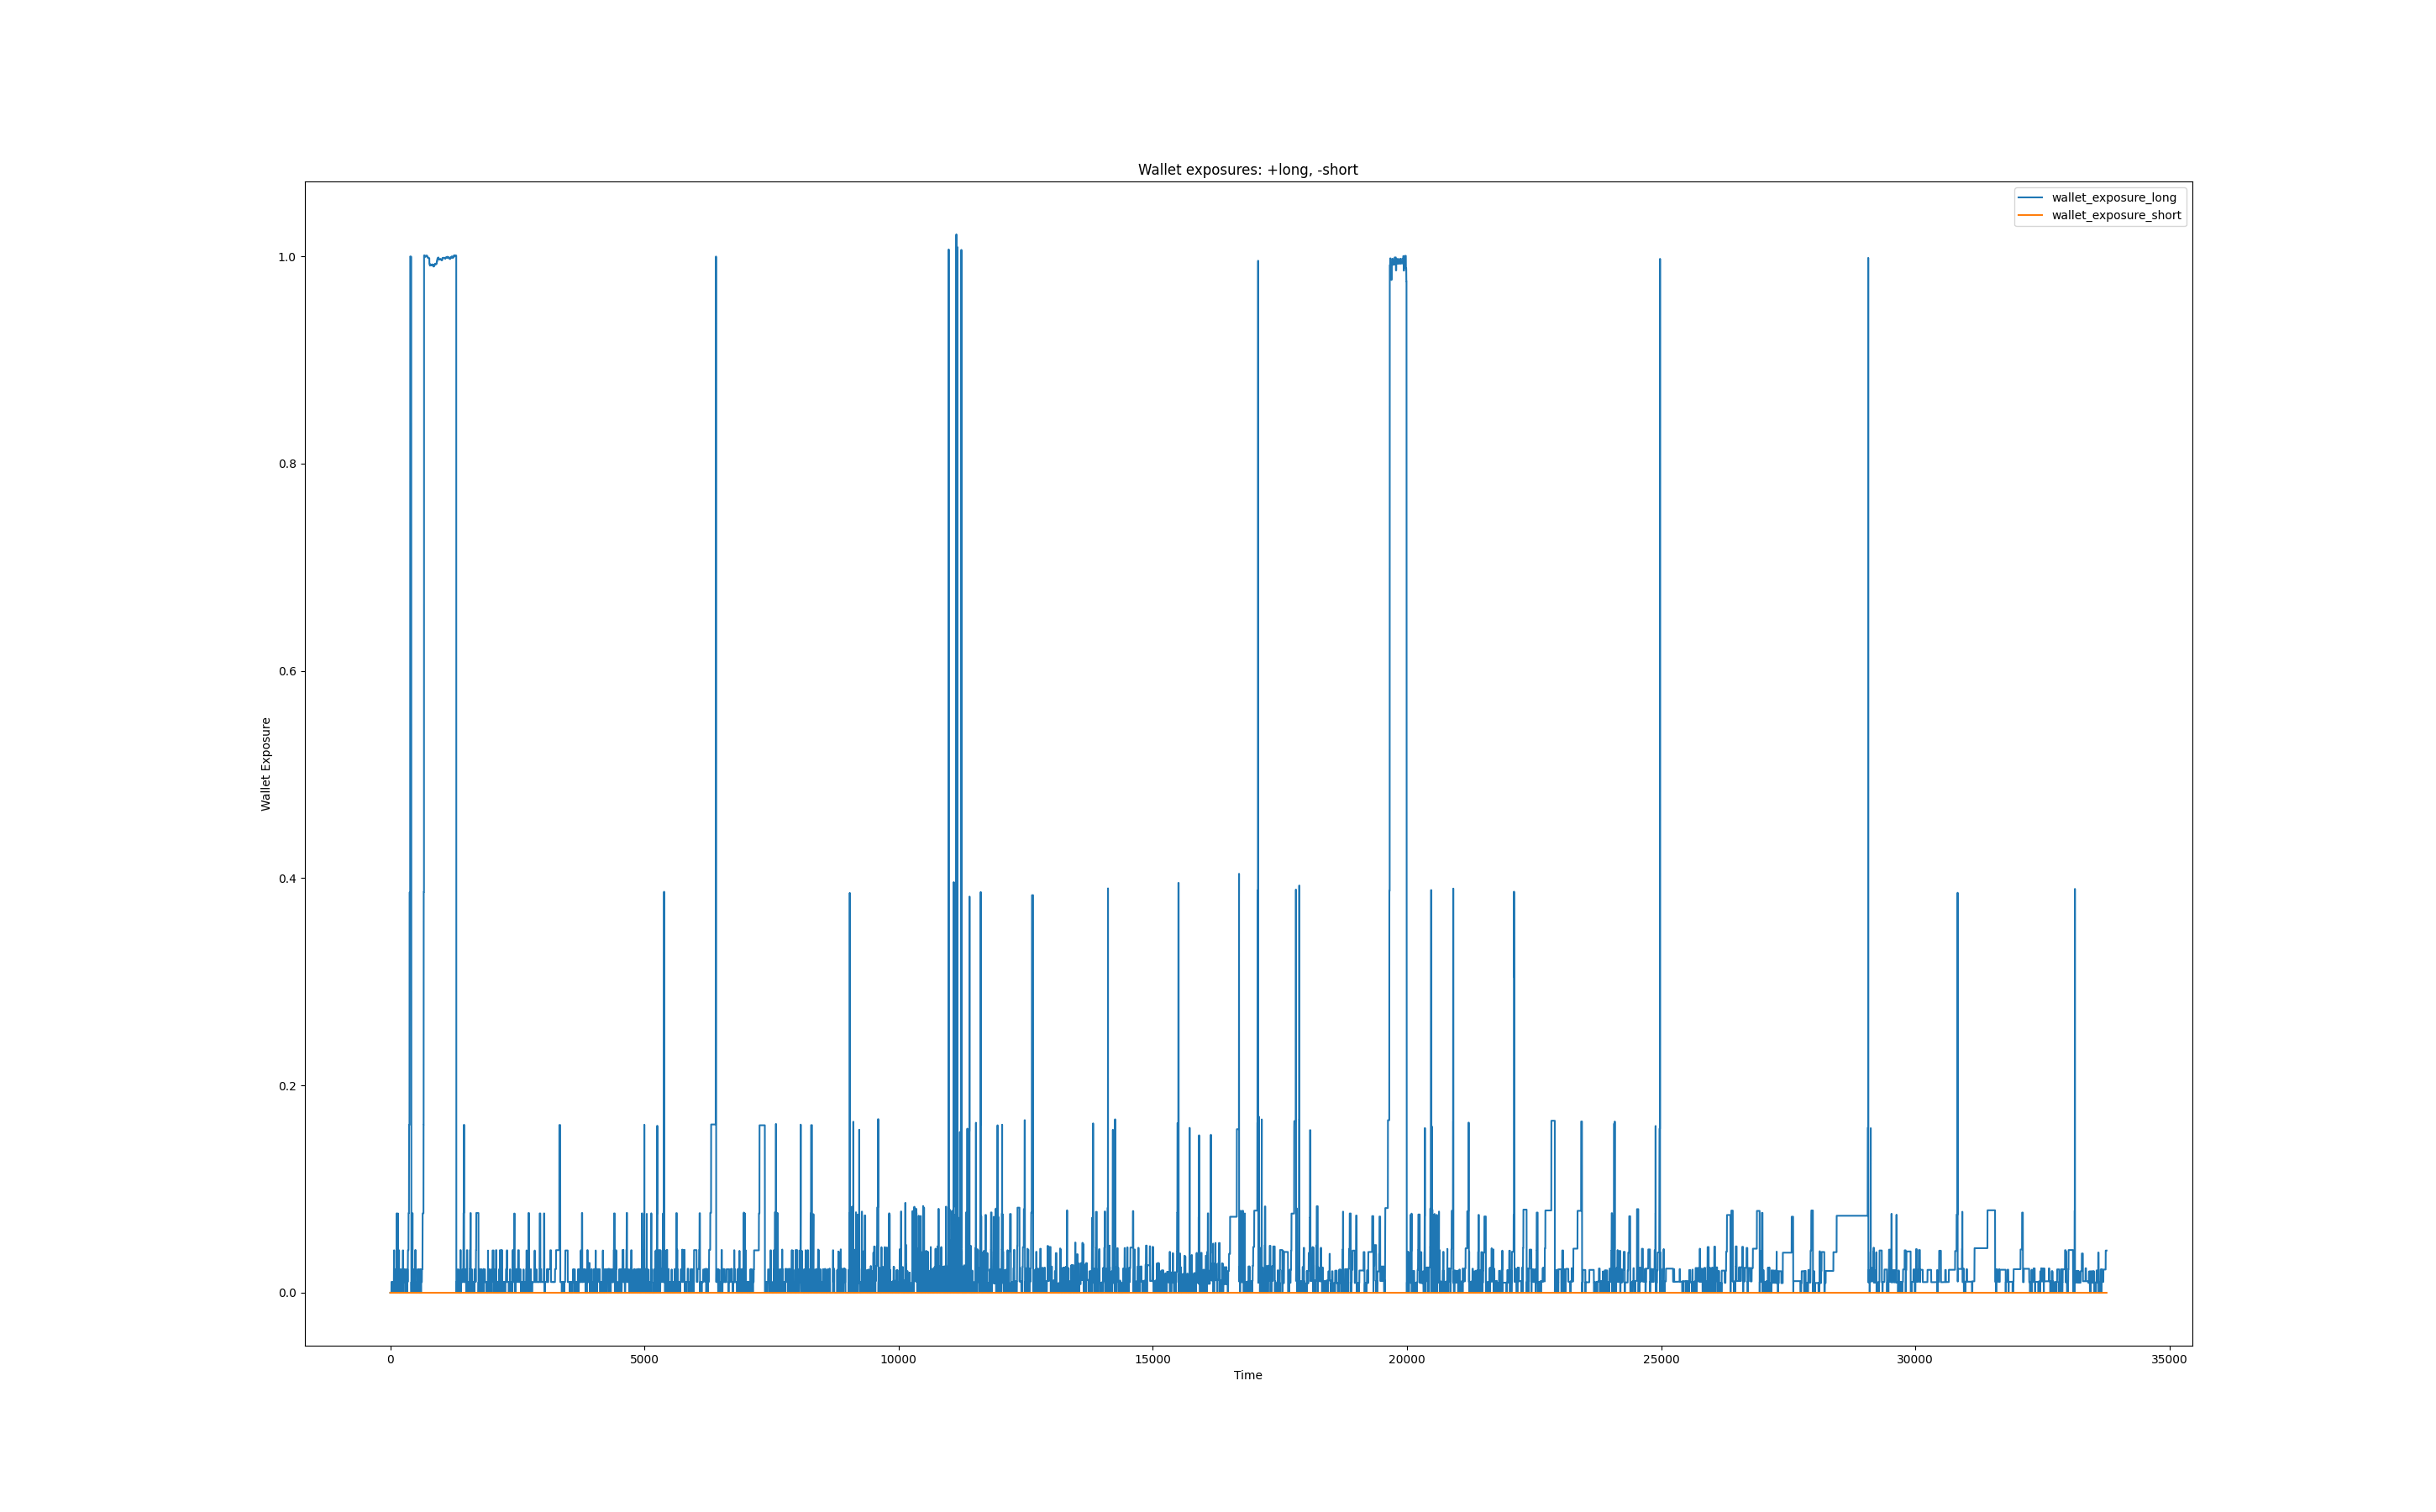 Wallet exposures: +long, -short
wallet_exposure_long
wallet_exposure_short
1.0
0.8
0.6
0.4
0.2
0.0
Wallet Exposure
0 5000 10000 15000 20000 25000 30000 35000
Time